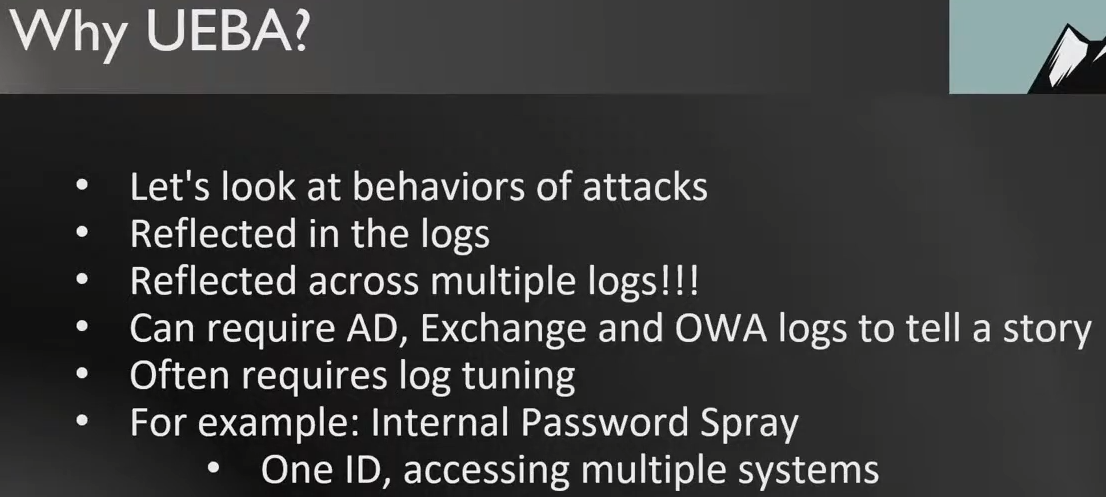 Why UEBA?
• Let's look at behaviors of attacks
• Reflected in the logs
• Reflected across multiple logs!!!
• Can require AD, Exchange and OWA logs to tell a story
• Often requires log tuning
• For example: Internal Password Spray
• One ID, accessing multiple systems